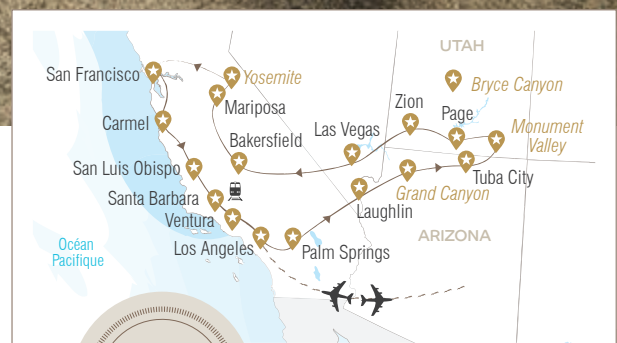 UTAH
San Francisco
Yosemite
Bryce Canyon
Mariposa
Zion
Page
Carmel
Las Vegas
Monument
Valley
Bakersfield
San Luis Obispo
Tuba City
Grand Canyon
Santa Barbara
Laughlin
Ventura
ARIZONA
Los Angeles
Palm Springs
Océan
Pacifique